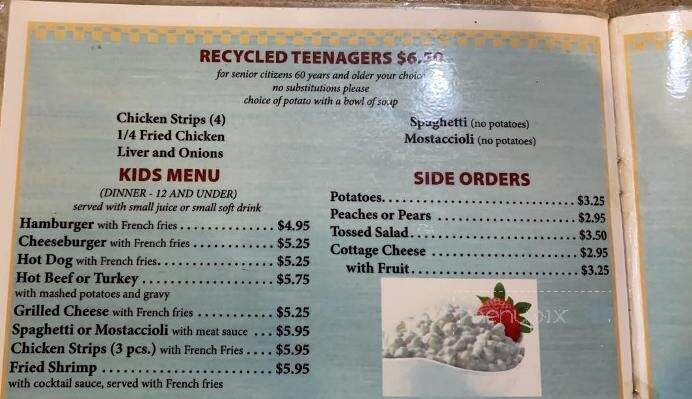 RECYCLED TEENAGERS $6.50
for senior citizens 60 years and older your choice
no substitutions please
choice of potato with a bowl of soup
Chicken Strips (4)
1/4 Fried Chicken
Liver and Onions
Spaghetti (no potatoes)
Mostaccioli (no potatoes)
KIDS MENU
(DINNER - 12 AND UNDER)
served with small juice or small soft drink
Hamburger with French fries . . . . . . . . . . . . . . . $4.95
Cheeseburger with French fries . . . . . . . . . . . . . $5.25
Hot Dog with French fries. . . . . . . . . . . . . . . . . . $5.25
Hot Beef or Turkey . . . . . . . . . . . . . . . . . . . . . $5.75
with mashed potatoes and gravy
Grilled Cheese with French fries . . . . . . . . . . . $5.25
Spaghetti or Mostaccioli with meat sauce . . . $5.95
Chicken Strips (3 pcs.) with French Fries . . . . $5.95
Fried Shrimp . . . . . . . . . . . . . . . . . . . . . . . . . . . $5.95
with cocktail sauce, served with French fries
SIDE ORDERS
Potatoes. . . . . . . . . . . . . . . . . . . . . . . . . . . . . . $3.25
Peaches or Pears . . . . . . . . . . . . . . . . . . . . . . $2.95
Tossed Salad. . . . . . . . . . . . . . . . . . . . . . . . . . $3.50
Cottage Cheese . . . . . . . . . . . . . . . . . . . . . . . $2.95
with Fruit. . . . . . . . . . . . . . . . . . . . . . . . . . $3.25
menupix